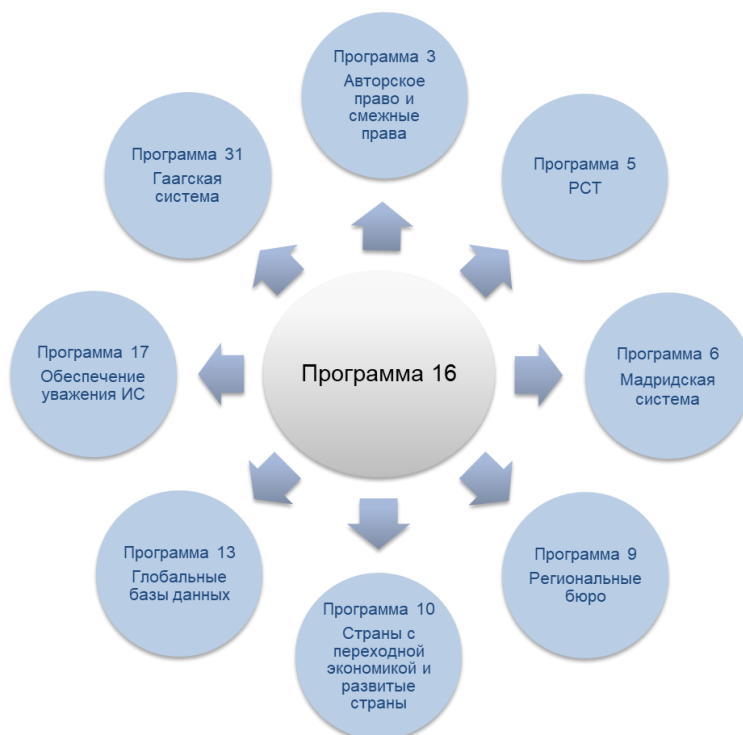 Программа 3
Авторское
право и
смежные
права
Программа 5
PCT
Программа 6
Мадридская
система
Программа 9
Региональные
бюро
Программа 10
Страны с
переходной
экономикой и
развитые
страны
Программа 13
Глобальные
базы данных
Программа 17
Обеспечение
уважения ИС
Программа 31
Гаагская
система
Программа 16